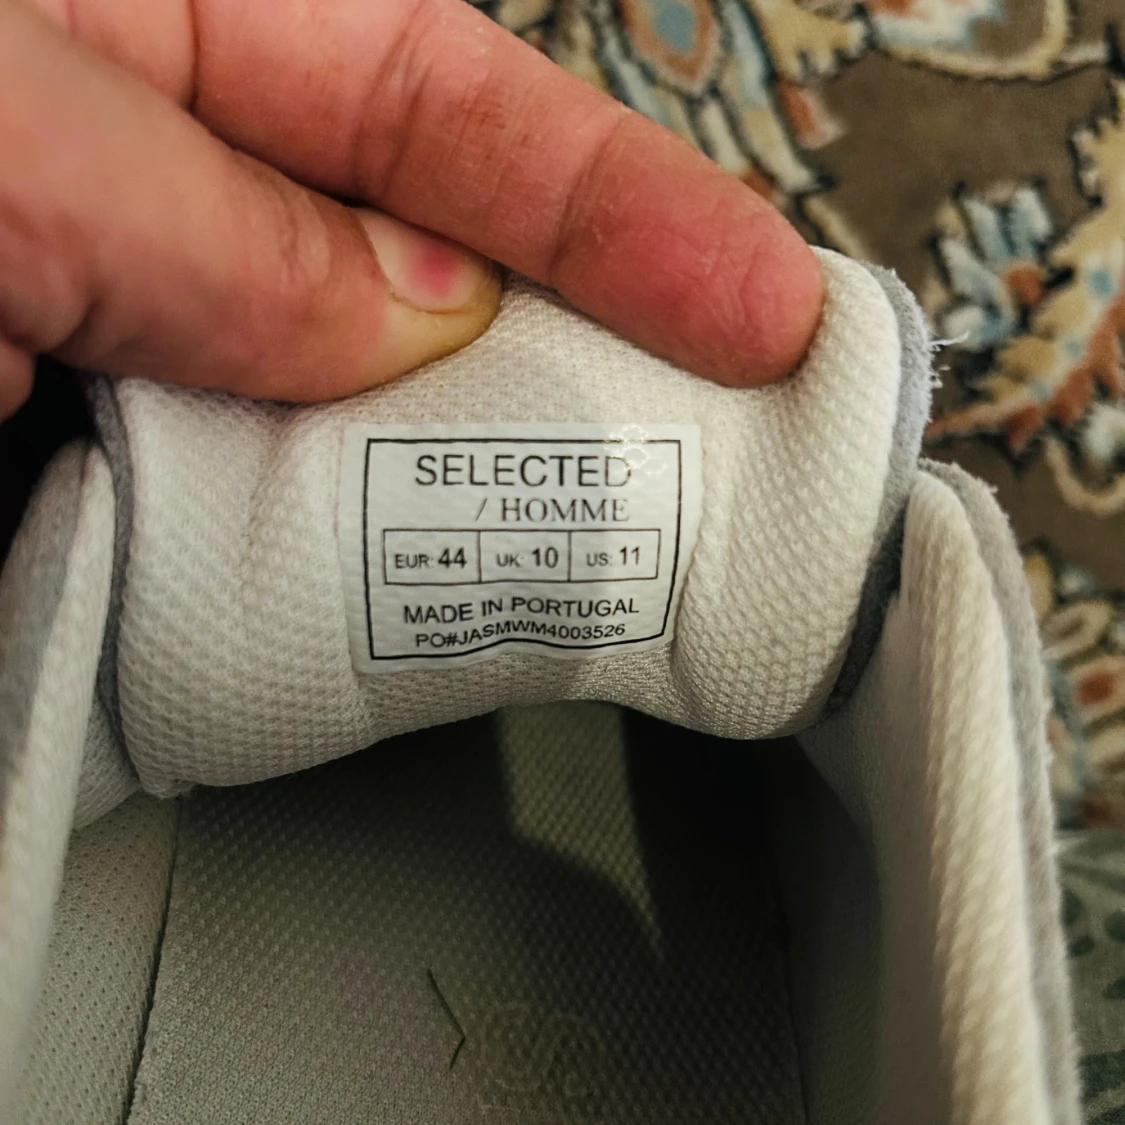 SELECTED
/ HOMME
EUR: 44 UK: 10 US: 11
MADE IN PORTUGAL
PO#JASMWM4003526